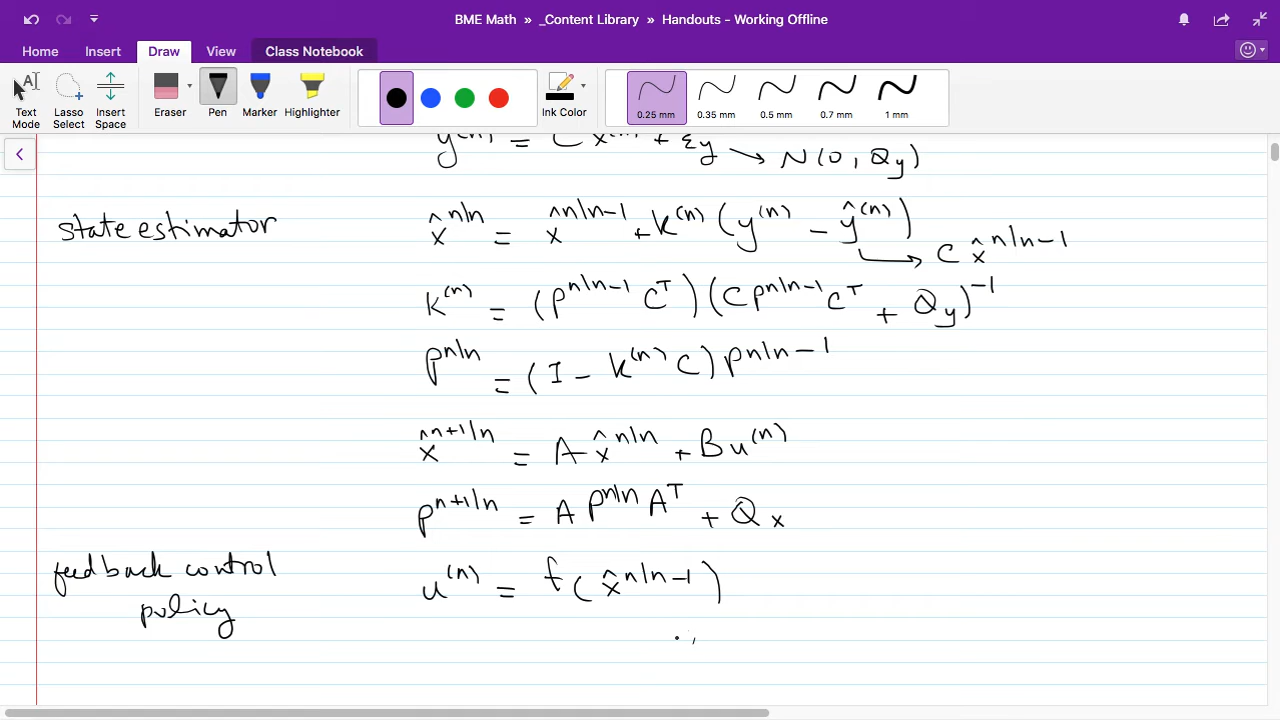 BME Math » _Content Library » Handouts - Working Offline
Home Insert Draw View Class Notebook
Text Mode Lasso Select Insert Space Eraser Pen Marker Highlighter Ink Color 0.25 mm 0.35 mm 0.5 mm 0.7 mm 1 mm
y^(n) = C x^(n) + ε_y → N(0, Q_y)
state estimator x̂^{n|n} = x̂^{n|n-1} + K^(n) (y^(n) - ŷ^(n))
→ C x̂^{n|n-1}
K^(n) = (P^{n|n-1} C^T)(C P^{n|n-1} C^T + Q_y)^{-1}
P^{n|n} = (I - K^(n) C) P^{n|n-1}
x̂^{n+1|n} = A x̂^{n|n} + B u^(n)
P^{n+1|n} = A P^{n|n} A^T + Q_x
feedback control u^(n) = f(x̂^{n|n-1})
policy